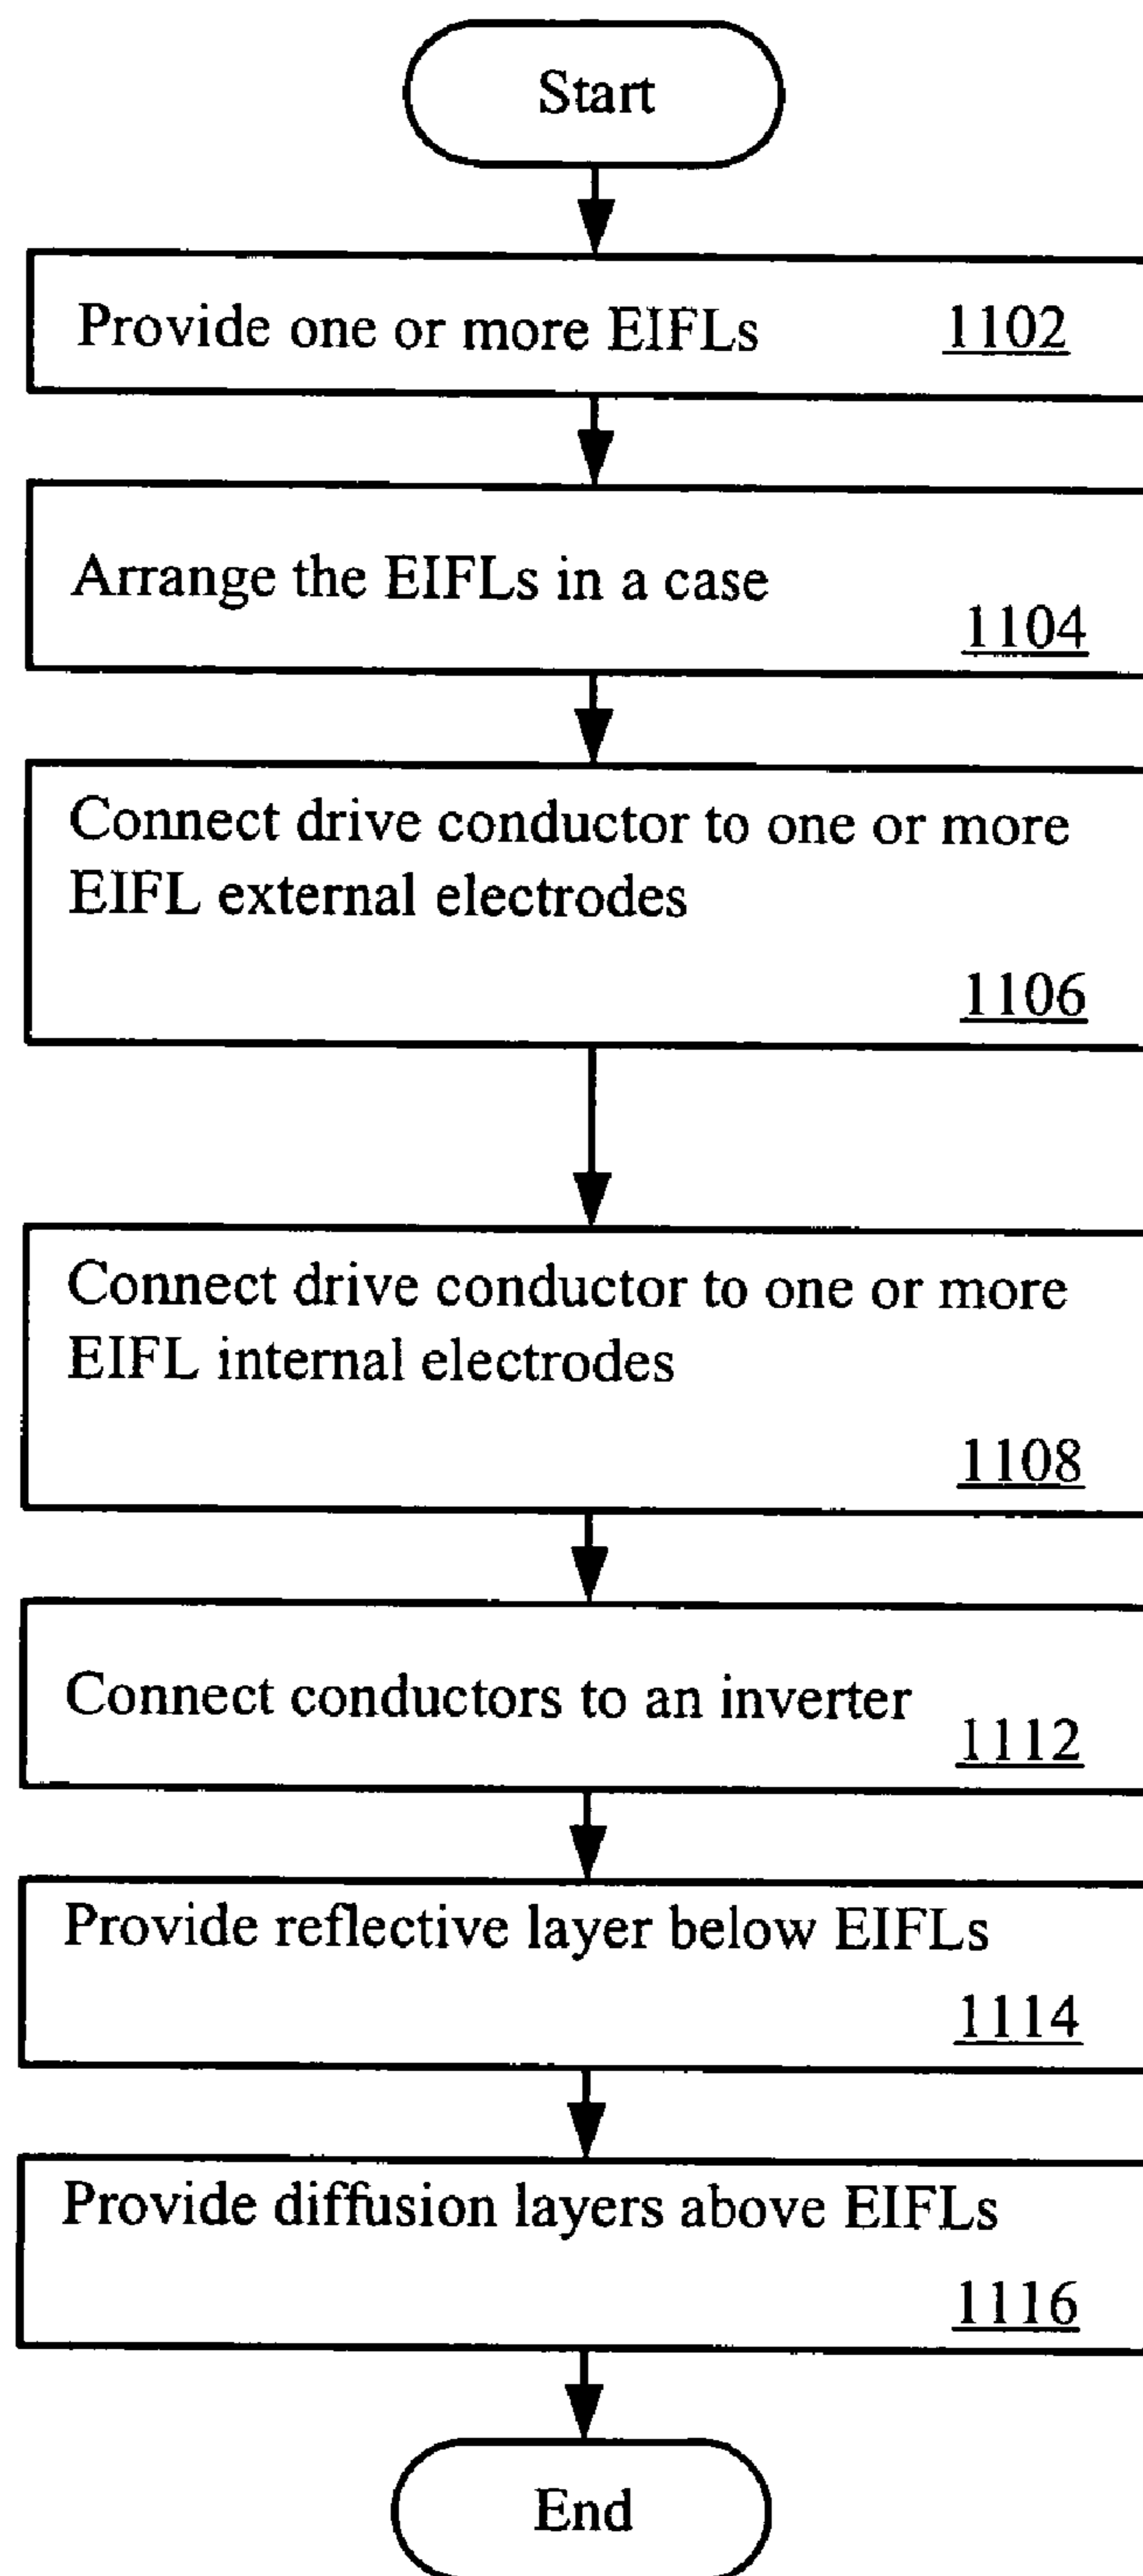 Start
Provide one or more EIFLs 1102
Arrange the EIFLs in a case
1104
Connect drive conductor to one or more
EIFL external electrodes
1106
Connect drive conductor to one or more
EIFL internal electrodes
1108
Connect conductors to an inverter
1112
Provide reflective layer below EIFLs
1114
Provide diffusion layers above EIFLs
1116
End